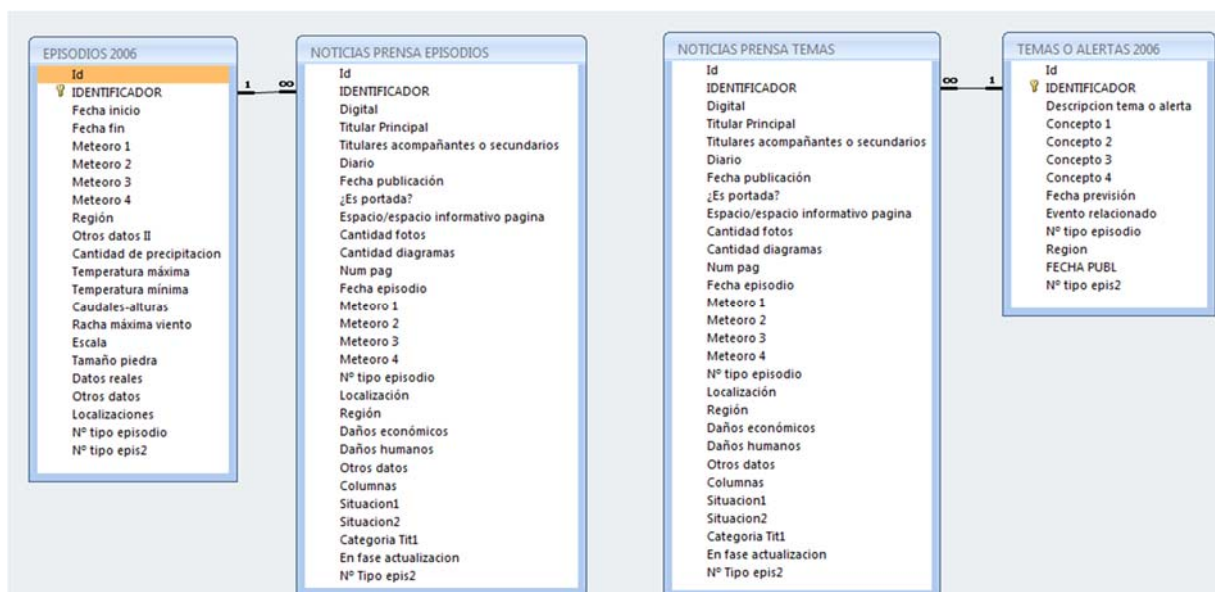 EPISODIOS 2006
Id
IDENTIFICADOR
Fecha inicio
Fecha fin
Meteoro 1
Meteoro 2
Meteoro 3
Meteoro 4
Región
Otros datos II
Cantidad de precipitacion
Temperatura máxima
Temperatura mínima
Caudales-alturas
Racha máxima viento
Escala
Tamaño piedra
Datos reales
Otros datos
Localizaciones
Nº tipo episodio
Nº tipo epis2
1 ∞
NOTICIAS PRENSA EPISODIOS
Id
IDENTIFICADOR
Digital
Titular Principal
Titulares acompañantes o secundarios
Diario
Fecha publicación
¿Es portada?
Espacio/espacio informativo pagina
Cantidad fotos
Cantidad diagramas
Num pag
Fecha episodio
Meteoro 1
Meteoro 2
Meteoro 3
Meteoro 4
Nº tipo episodio
Localización
Región
Daños económicos
Daños humanos
Otros datos
Columnas
Situacion1
Situacion2
Categoria Tit1
En fase actualizacion
Nº Tipo epis2
NOTICIAS PRENSA TEMAS
Id
IDENTIFICADOR
Digital
Titular Principal
Titulares acompañantes o secundarios
Diario
Fecha publicación
¿Es portada?
Espacio/espacio informativo pagina
Cantidad fotos
Cantidad diagramas
Num pag
Fecha episodio
Meteoro 1
Meteoro 2
Meteoro 3
Meteoro 4
Nº tipo episodio
Localización
Región
Daños económicos
Daños humanos
Otros datos
Columnas
Situacion1
Situacion2
Categoria Tit1
En fase actualizacion
Nº Tipo epis2
∞ 1
TEMAS O ALERTAS 2006
Id
IDENTIFICADOR
Descripcion tema o alerta
Concepto 1
Concepto 2
Concepto 3
Concepto 4
Fecha previsión
Evento relacionado
Nº tipo episodio
Region
FECHA PUBL
Nº tipo epis2